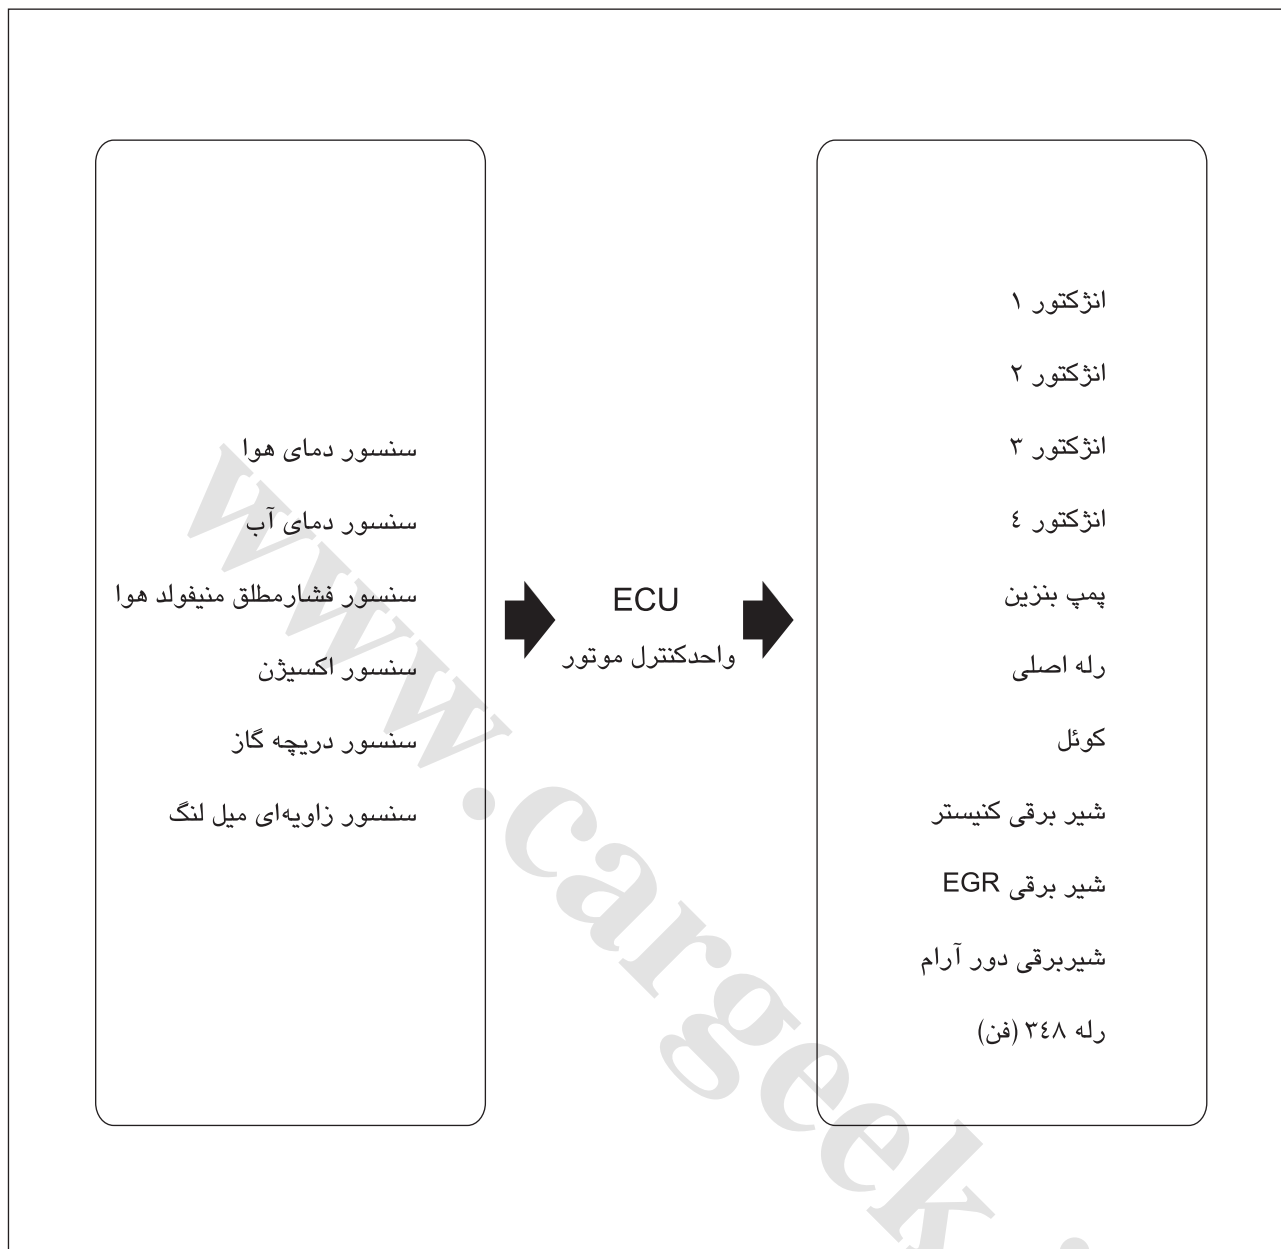 سنسور دمای هوا
سنسور دمای آب
سنسور فشارمطلق منیفولد هوا
سنسور اکسیژن
سنسور دریچه گاز
سنسور زاویه‌ای میل لنگ
ECU
واحدکنترل موتور
انژکتور ۱
انژکتور ۲
انژکتور ۳
انژکتور ٤
پمپ بنزین
رله اصلی
کوئل
شیر برقی کنیستر
شیر برقی EGR
شیربرقی دور آرام
رله ۳٤۸ (فن)
www.cargeek.i